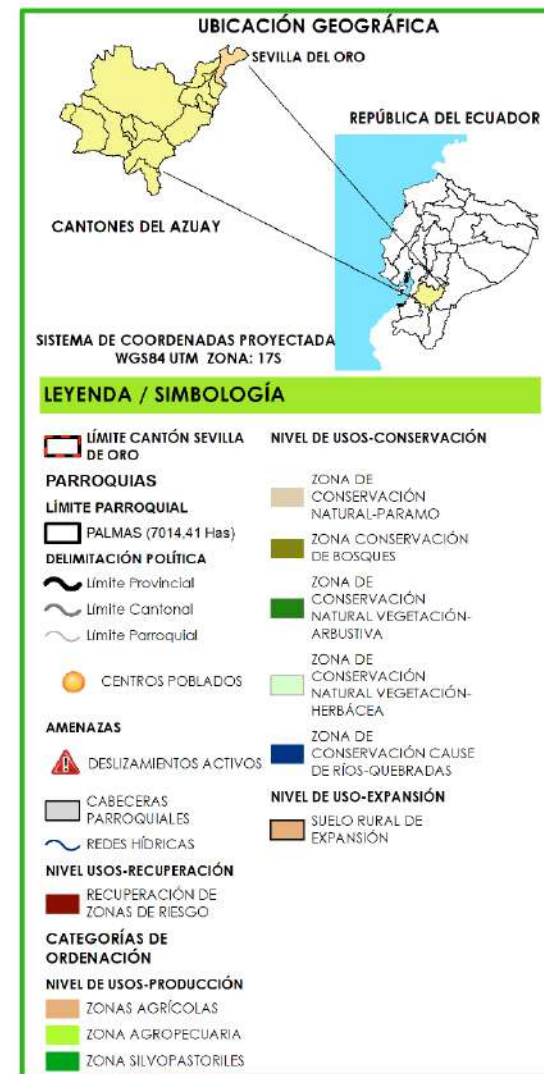 UBICACIÓN GEOGRÁFICA
SEVILLA DEL ORO
REPÚBLICA DEL ECUADOR
CANTONES DEL AZUAY
SISTEMA DE COORDENADAS PROYECTADA
WGS84 UTM ZONA: 17S
LEYENDA / SIMBOLOGÍA
LÍMITE CANTÓN SEVILLA
DE ORO
PARROQUIAS
LÍMITE PARROQUIAL
PALMAS (7014,41 Has)
DELIMITACIÓN POLÍTICA
Límite Provincial
Límite Cantonal
Límite Parroquial
CENTROS POBLADOS
AMENAZAS
DESLIZAMIENTOS ACTIVOS
CABECERAS
PARROQUIALES
REDES HÍDRICAS
NIVEL USOS-RECUPERACIÓN
RECUPERACIÓN DE
ZONAS DE RIESGO
CATEGORÍAS DE
ORDENACIÓN
NIVEL DE USOS-PRODUCCIÓN
ZONAS AGRÍCOLAS
ZONA AGROPECUARIA
ZONA SILVOPASTORILES
NIVEL DE USOS-CONSERVACIÓN
ZONA DE
CONSERVACIÓN
NATURAL-PARAMO
ZONA CONSERVACIÓN
DE BOSQUES
ZONA DE
CONSERVACIÓN
NATURAL VEGETACIÓN-
ARBUSTIVA
ZONA DE
CONSERVACIÓN
NATURAL VEGETACIÓN-
HERBÁCEA
ZONA DE
CONSERVACIÓN CAUSE
DE RÍOS-QUEBRADAS
NIVEL DE USO-EXPANSIÓN
SUELO RURAL DE
EXPANSIÓN